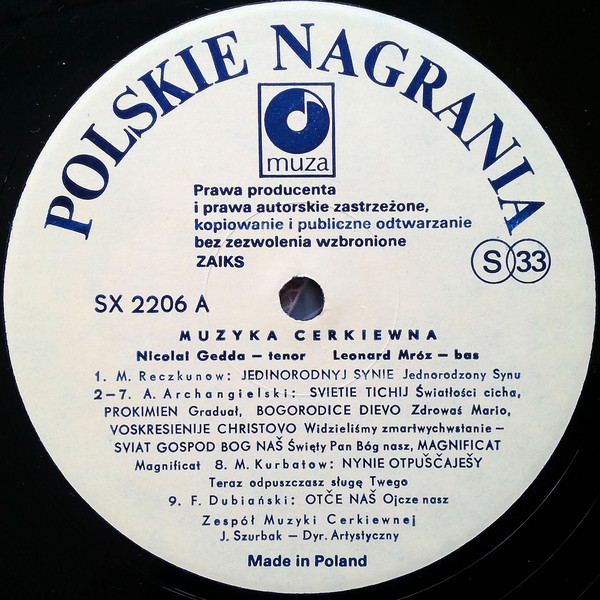 POLSKIE NAGRANIA
muza
Prawa producenta
i prawa autorskie zastrzeżone,
kopiowanie i publiczne odtwarzanie
bez zezwolenia wzbronione
ZAIKS
S 33
SX 2206 A
MUZYKA CERKIEWNA
Nicolai Gedda — tenor Leonard Mróz — bas
1. M. Reczkunow: JEDINORODNYJ SYNIE Jednorodzony Synu
2—7. A. Archangielski: SVIETIE TICHIJ Światłości cicha,
PROKIMEN Graduał, BOGORODICE DIEVO Zdrowaś Mario,
VOSKRESIENIJE CHRISTOVO Widzieliśmy zmartwychwstanie —
SVIAT GOSPOD BOG NAŠ Święty Pan Bóg nasz, MAGNIFICAT
Magnificat 8. M. Kurbatow: NYNIE OTPUŠČAJEŠY
Teraz odpuszczasz sługę Twego
9. F. Dubiański: OTČE NAŠ Ojcze nasz
Zespół Muzyki Cerkiewnej
J. Szurbak — Dyr. Artystyczny
Made in Poland